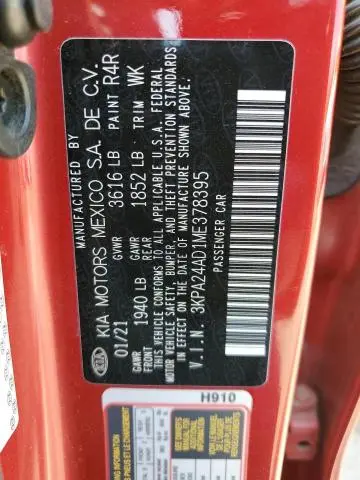 KIA KIA MOTORS MEXICO S.A. DE C.V.
01/21 GVWR 3616 LB PAINT R4R
GAWR FRONT 1940 LB GAWR REAR 1852 LB TRIM WK
THIS VEHICLE CONFORMS TO ALL APPLICABLE U.S.A. FEDERAL
MOTOR VEHICLE SAFETY, BUMPER, AND THEFT PREVENTION STANDARDS
IN EFFECT ON THE DATE OF MANUFACTURE SHOWN ABOVE.
V.I.N. 3KPA24AD1ME378895
PASSENGER CAR
MANUFACTURED BY
H910